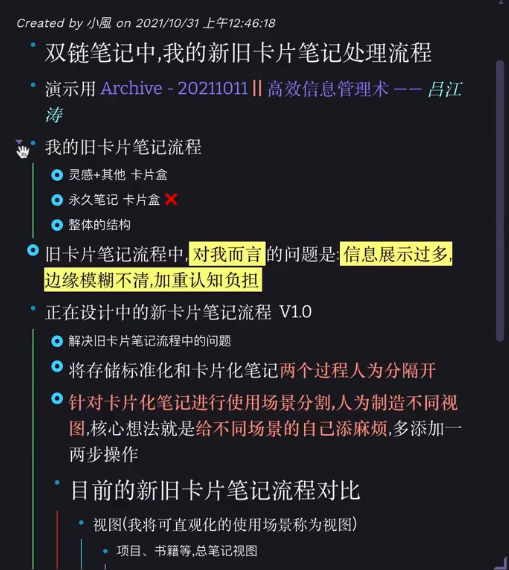 Created by 小風 on 2021/10/31 上午12:46:18
双链笔记中,我的新旧卡片笔记处理流程
演示用 Archive - 20211011 || 高效信息管理术 —— 吕江
涛
我的旧卡片笔记流程
灵感+其他 卡片盒
永久笔记 卡片盒 ❌
整体的结构
旧卡片笔记流程中,对我而言的问题是:信息展示过多,
边缘模糊不清,加重认知负担
正在设计中的新卡片笔记流程 V1.0
解决旧卡片笔记流程中的问题
将存储标准化和卡片化笔记两个过程人为分隔开
针对卡片化笔记进行使用场景分割,人为制造不同视
图,核心想法就是给不同场景的自己添麻烦,多添加一
两步操作
目前的新旧卡片笔记流程对比
视图(我将可直观化的使用场景称为视图)
项目、书籍等,总笔记视图